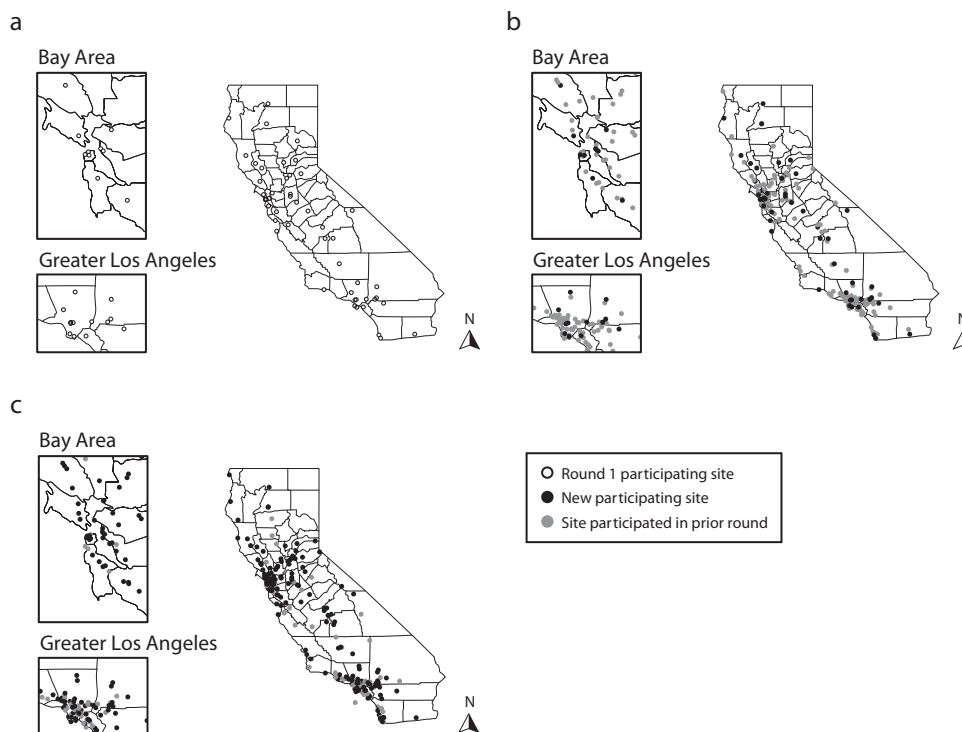 a
Bay Area
Greater Los Angeles
N
b
Bay Area
Greater Los Angeles
N
c
Bay Area
Greater Los Angeles
N
Round 1 participating site
New participating site
Site participated in prior round